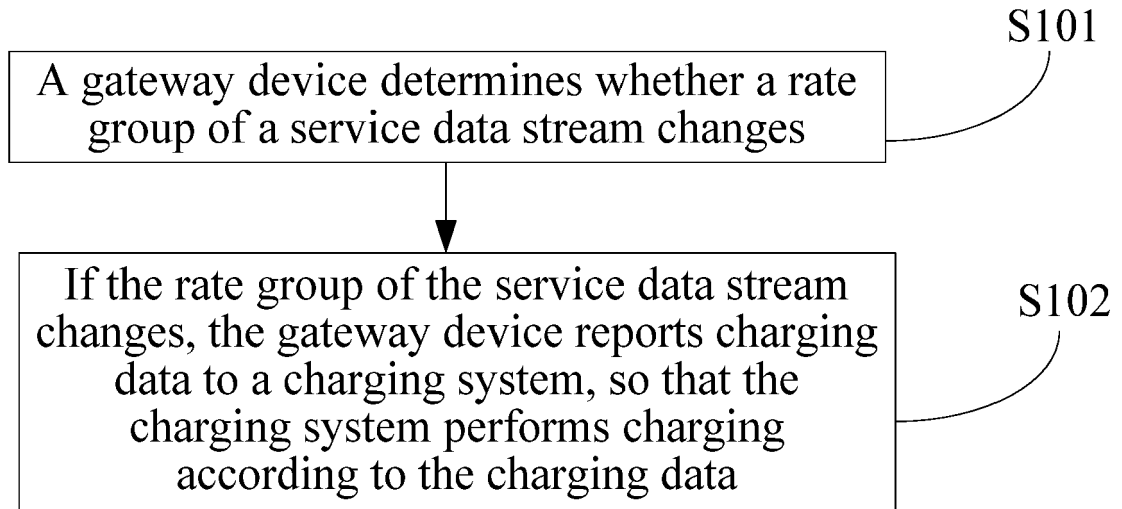 S101
A gateway device determines whether a rate
group of a service data stream changes
If the rate group of the service data stream
changes, the gateway device reports charging
data to a charging system, so that the
charging system performs charging
according to the charging data
S102